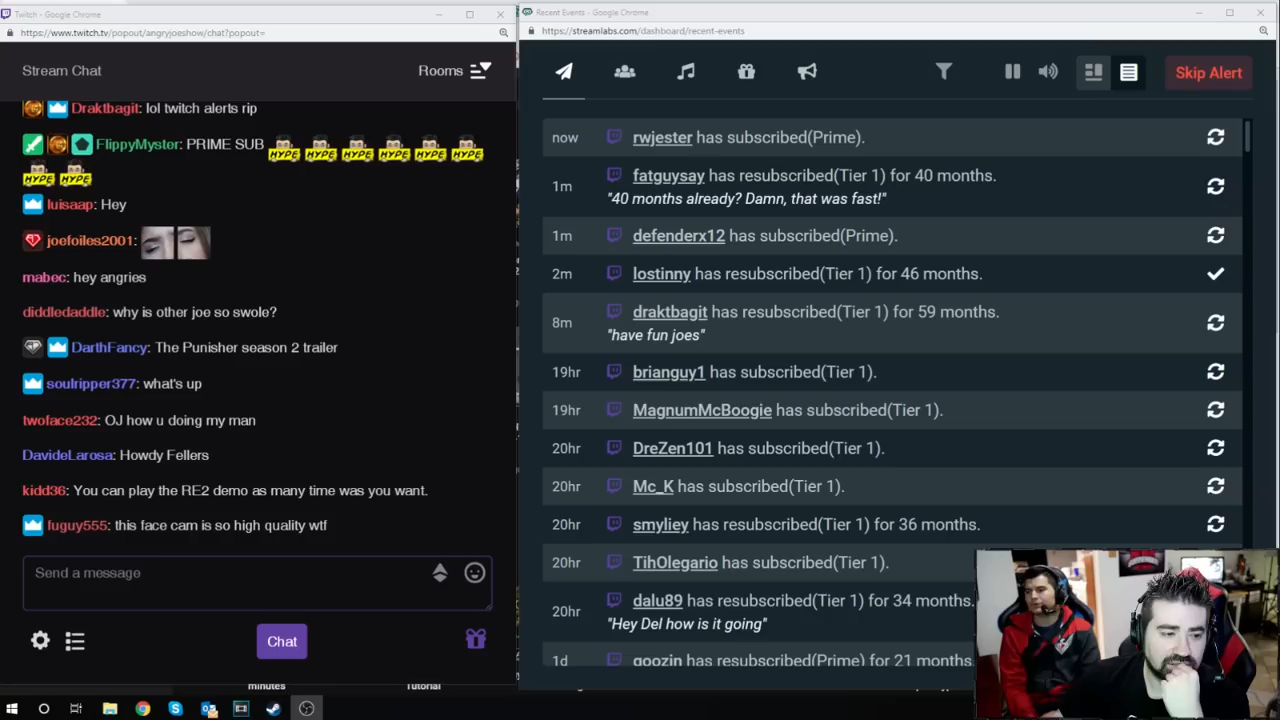 Twitch - Google Chrome
https://www.twitch.tv/popout/angryjoeshow/chat?popout=
Stream Chat
Rooms
Draktbagit: lol twitch alerts rip
FlippyMyster: PRIME SUB HYPE HYPE HYPE HYPE HYPE HYPE
HYPE HYPE
luisaap: Hey
joefoiles2001:
mabec: hey angries
diddledaddle: why is other joe so swole?
DarthFancy: The Punisher season 2 trailer
soulripper377: what's up
twoface232: OJ how u doing my man
DavideLarosa: Howdy Fellers
kidd36: You can play the RE2 demo as many time was you want.
fuguy555: this face cam is so high quality wtf
Send a message
Chat
minutes
Tutorial
Recent Events - Google Chrome
https://streamlabs.com/dashboard/recent-events
Skip Alert
now rwjester has subscribed(Prime).
1m fatguysay has resubscribed(Tier 1) for 40 months.
"40 months already? Damn, that was fast!"
1m defenderx12 has subscribed(Prime).
2m lostinny has resubscribed(Tier 1) for 46 months.
8m draktbagit has resubscribed(Tier 1) for 59 months.
"have fun joes"
19hr brianguy1 has subscribed(Tier 1).
19hr MagnumMcBoogie has subscribed(Tier 1).
20hr DreZen101 has subscribed(Tier 1).
20hr Mc_K has subscribed(Tier 1).
20hr smyliey has resubscribed(Tier 1) for 36 months.
20hr TihOlegario has subscribed(Tier 1).
20hr dalu89 has resubscribed(Tier 1) for 34 months.
"Hey Del how is it going"
1d goozin has resubscribed(Prime) for 21 months